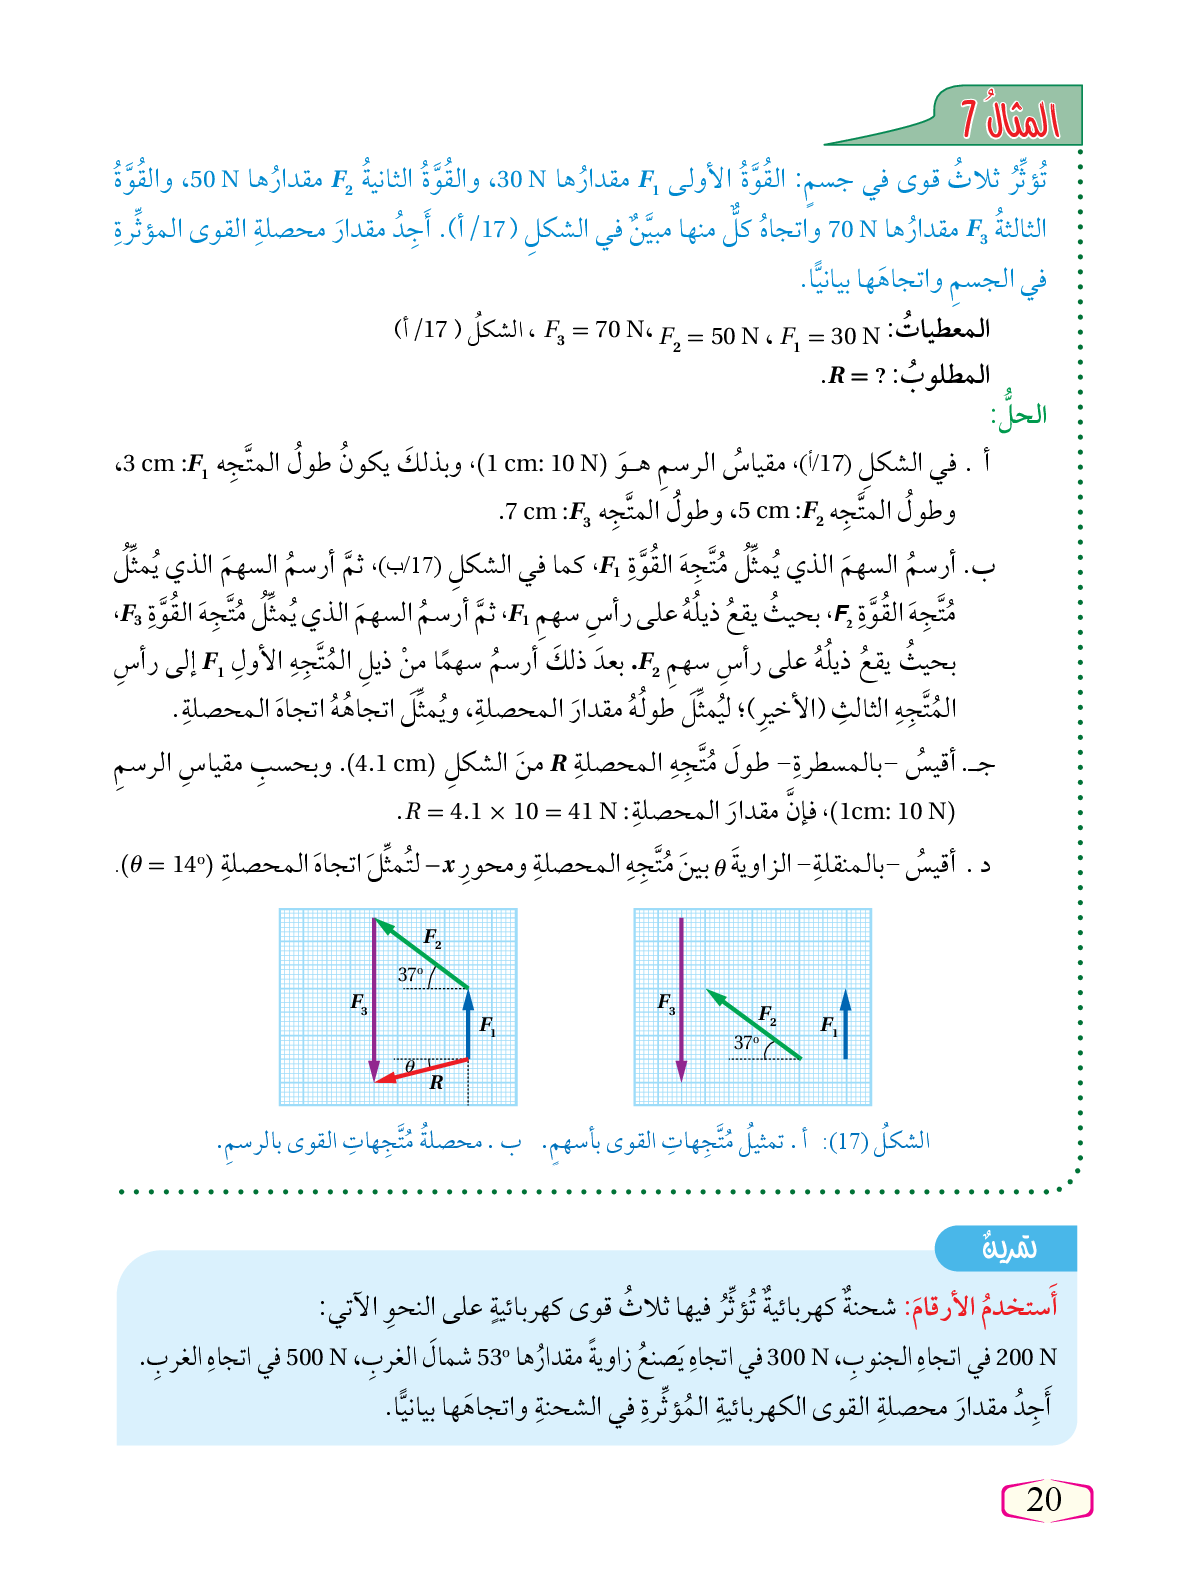 المثالُ 7
تُؤثِّرُ ثلاثُ قوى في جسمٍ: القُوَّةُ الأولى F1 مقدارُها 30 N، والقُوَّةُ الثانيةُ F2 مقدارُها 50 N، والقُوَّةُ
الثالثةُ F3 مقدارُها 70 N واتجاهُ كلٍّ منها مبيَّنٌ في الشكلِ (17/ أ). أَجِدُ مقدارَ محصلةِ القوى المؤثِّرةِ
في الجسمِ واتجاهَها بيانيًّا.
المعطياتُ: F1 = 30 N ، F2 = 50 N ،F3 = 70 N ، الشكلُ (17/ أ)
المطلوبُ: R = ?.
الحلُّ:
أ . في الشكلِ (17/أ)، مقياسُ الرسمِ هـوَ (1 cm: 10 N)، وبذلكَ يكونُ طولُ المتَّجِه F1: 3 cm،
وطولُ المتَّجِه F2: 5 cm، وطولُ المتَّجِه F3: 7 cm.
ب. أرسمُ السهمَ الذي يُمثِّلُ مُتَّجِهَ القُوَّةِ F1، كما في الشكلِ (17/ب)، ثمَّ أرسمُ السهمَ الذي يُمثِّلُ
مُتَّجِهَ القُوَّةِ F2، بحيثُ يقعُ ذيلُهُ على رأسِ سهمِ F1، ثمَّ أرسمُ السهمَ الذي يُمثِّلُ مُتَّجِهَ القُوَّةِ F3،
بحيثُ يقعُ ذيلُهُ على رأسِ سهمِ F2. بعدَ ذلكَ أرسمُ سهمًا منْ ذيلِ المُتَّجِهِ الأولِ F1 إلى رأسِ
المُتَّجِهِ الثالثِ (الأخيرِ)؛ ليُمثِّلَ طولُهُ مقدارَ المحصلةِ، ويُمثِّلَ اتجاهُهُ اتجاهَ المحصلةِ.
جـ. أقيسُ –بالمسطرةِ– طولَ مُتَّجِهِ المحصلةِ R منَ الشكلِ (4.1 cm). وبحسبِ مقياسِ الرسمِ
(1cm: 10 N)، فإنَّ مقدارَ المحصلةِ: R = 4.1 × 10 = 41 N.
د . أقيسُ –بالمنقلةِ– الزاويةَ θ بينَ مُتَّجِهِ المحصلةِ ومحورِ x– لتُمثِّلَ اتجاهَ المحصلةِ (θ = 14º).
F3
F2
37º
F1
F3
F2
37º
F1
θ
R
الشكلُ (17): أ . تمثيلُ مُتَّجِهاتِ القوى بأسهمٍ. ب . محصلةُ مُتَّجِهاتِ القوى بالرسمِ.
تمرينٌ
أَستخدمُ الأرقامَ: شحنةٌ كهربائيةٌ تُؤثِّرُ فيها ثلاثُ قوى كهربائيةٍ على النحوِ الآتي:
200 N في اتجاهِ الجنوبِ، 300 N في اتجاهِ يَصنعُ زاويةً مقدارُها 53º شمالَ الغربِ، 500 N في اتجاهِ الغربِ.
أَجِدُ مقدارَ محصلةِ القوى الكهربائيةِ المُؤثِّرةِ في الشحنةِ واتجاهَها بيانيًّا.
20